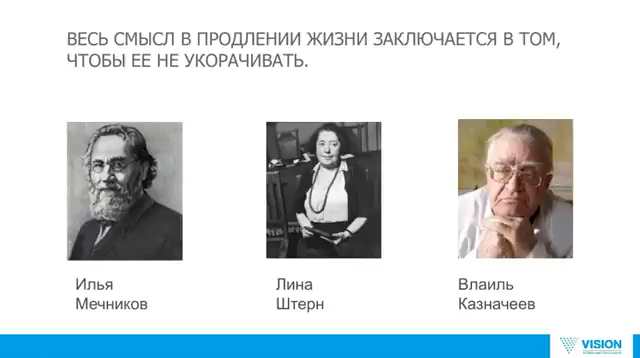 ВЕСЬ СМЫСЛ В ПРОДЛЕНИИ ЖИЗНИ ЗАКЛЮЧАЕТСЯ В ТОМ,
ЧТОБЫ ЕЕ НЕ УКОРАЧИВАТЬ.
Илья
Мечников
Лина
Штерн
Влаиль
Казначеев
VISION